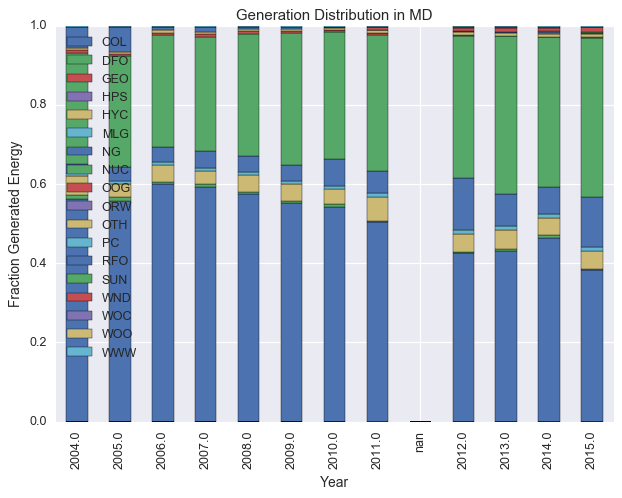 Generation Distribution in MD
1.0
0.8
0.6
0.4
0.2
0.0
Fraction Generated Energy
COL
DFO
GEO
HPS
HYC
MLG
NG
NUC
OOG
ORW
OTH
PC
RFO
SUN
WND
WOC
WOO
WWW
2004.0
2005.0
2006.0
2007.0
2008.0
2009.0
2010.0
2011.0
nan
2012.0
2013.0
2014.0
2015.0
Year